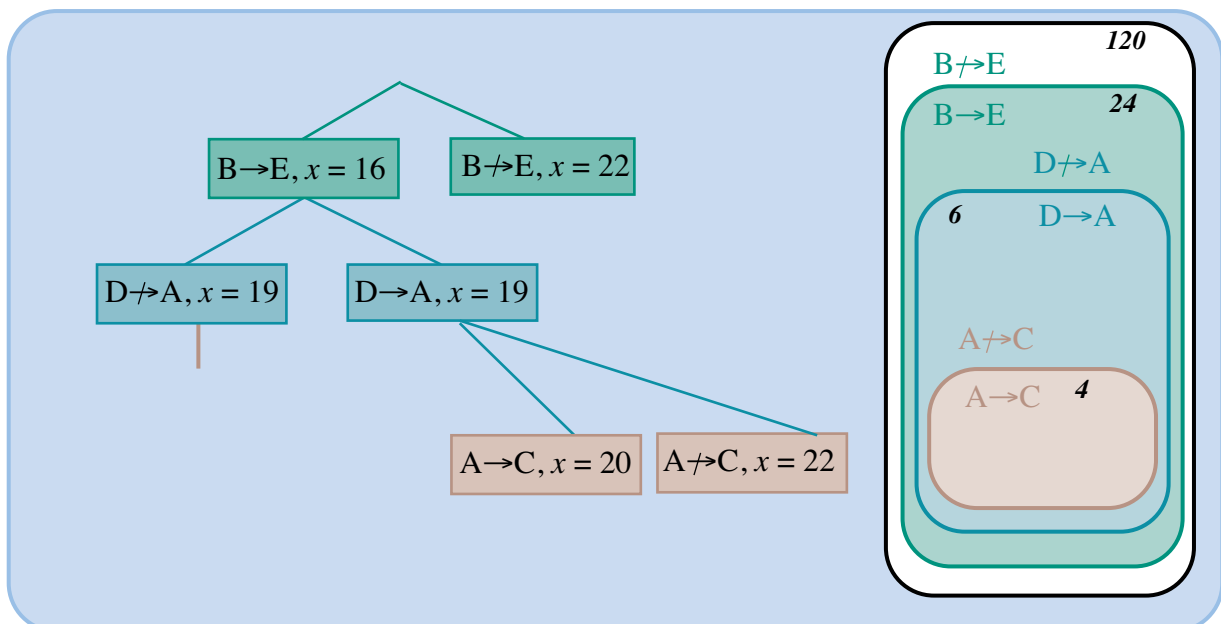 B→E, x = 16
B↛E, x = 22
D↛A, x = 19
D→A, x = 19
A→C, x = 20
A↛C, x = 22
120
B↛E
24
B→E
D↛A
6
D→A
A↛C
A→C
4